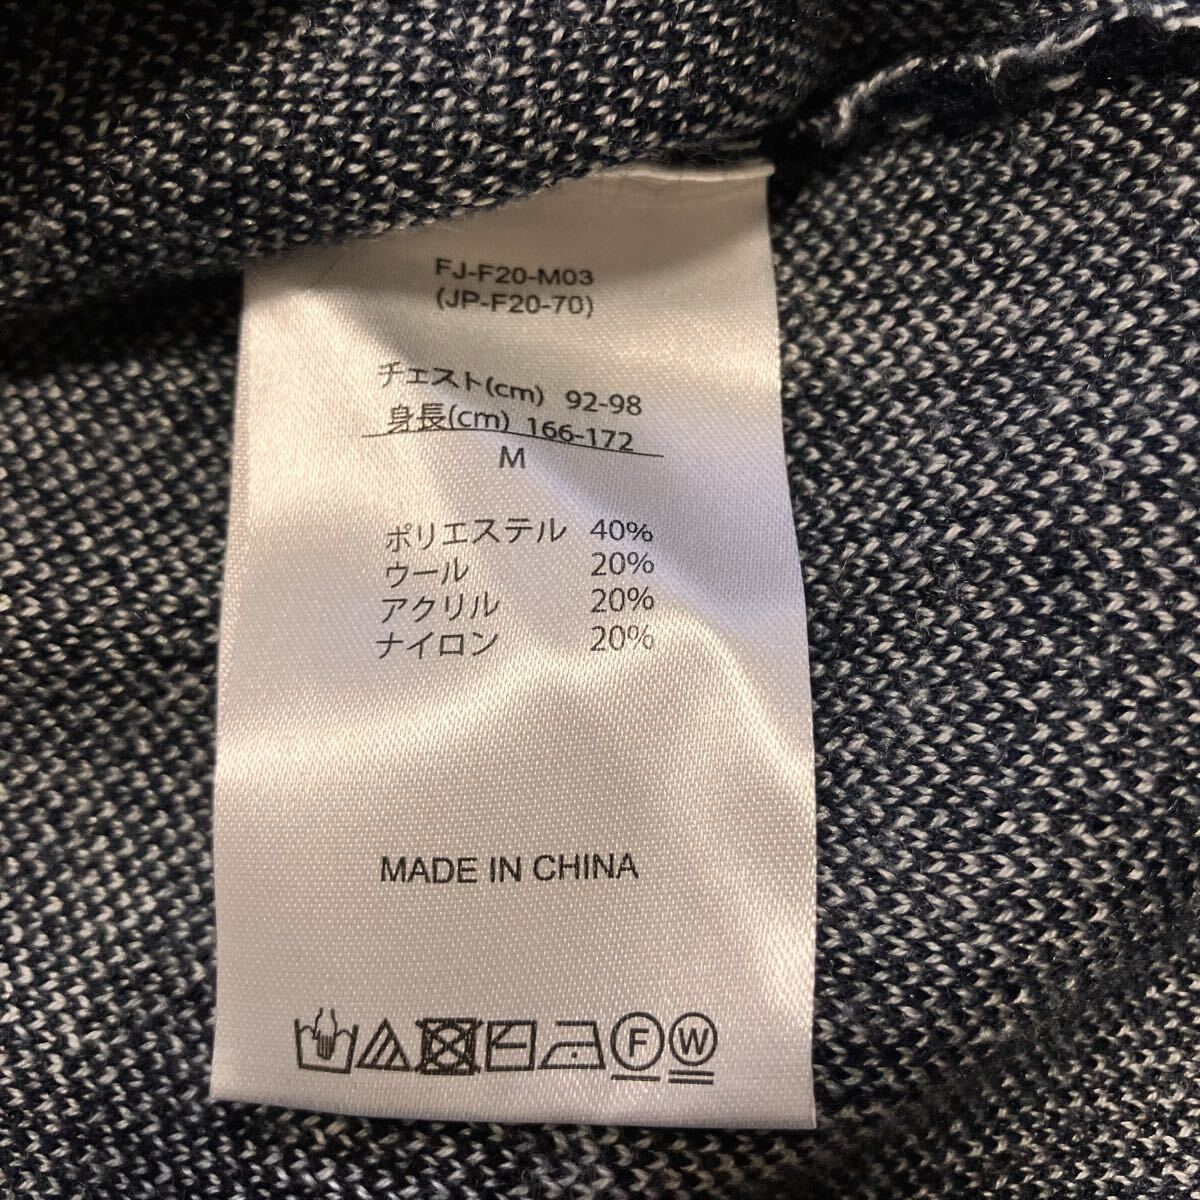 FJ-F20-M03
(JP-F20-70)
チェスト(cm) 92-98
身長(cm) 166-172
M
ポリエステル 40%
ウール 20%
アクリル 20%
ナイロン 20%
MADE IN CHINA
F W